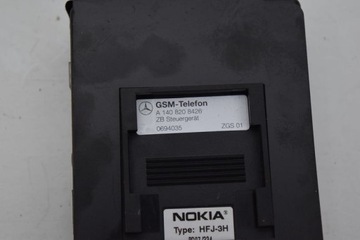 GSM-Telefon
A 140 820 8426
ZB Steuergerät
0694035 ZGS 01
NOKIA
Type: HFJ-3H